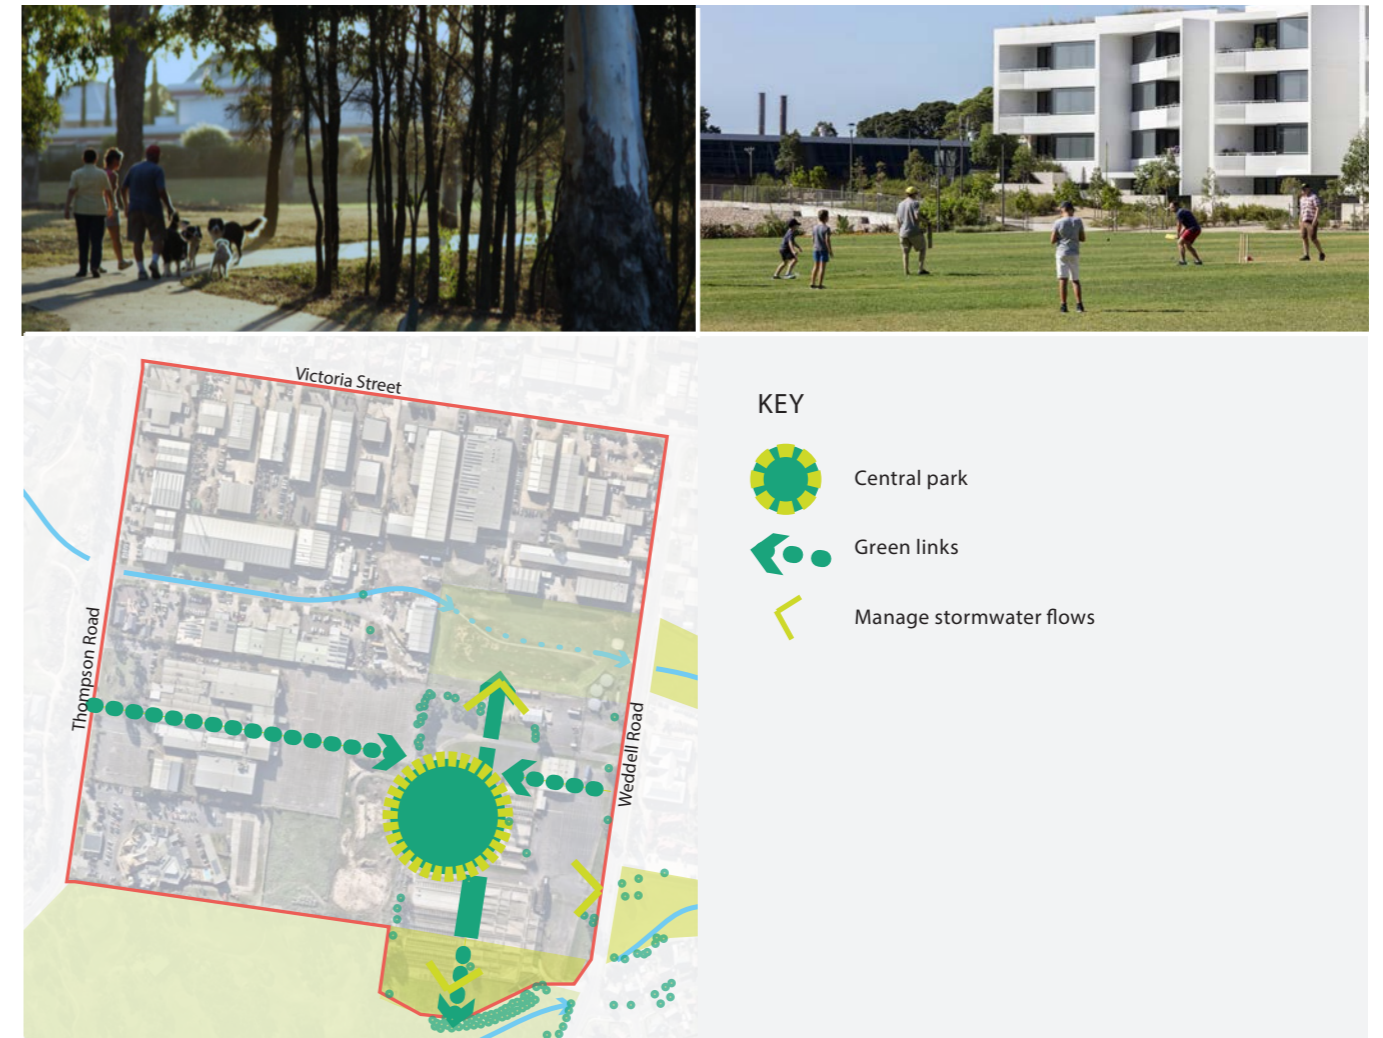 Victoria Street
Thompson Road
Weddell Road
KEY
Central park
Green links
Manage stormwater flows